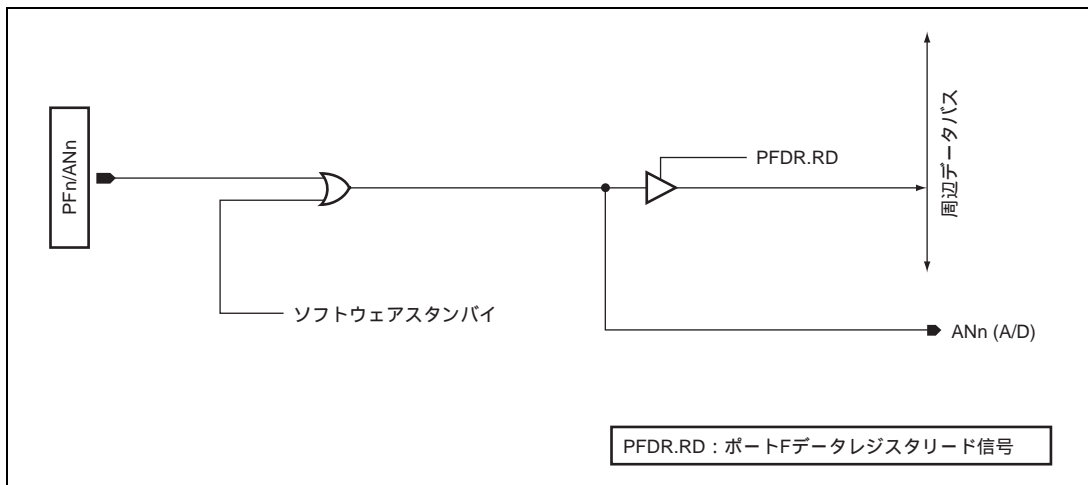 PFn/ANn
PFDR.RD
周辺データバス
ソフトウェアスタンバイ
ANn (A/D)
PFDR.RD：ポートFデータレジスタリード信号